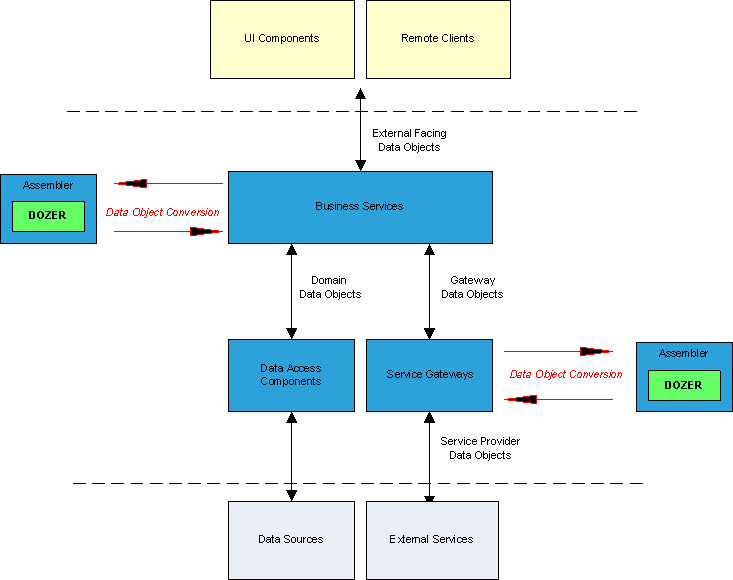 UI Components
Remote Clients
External Facing
Data Objects
Assembler
DOZER
Data Object Conversion
Business Services
Domain
Data Objects
Gateway
Data Objects
Data Access
Components
Service Gateways
Data Object Conversion
Assembler
DOZER
Service Provider
Data Objects
Data Sources
External Services